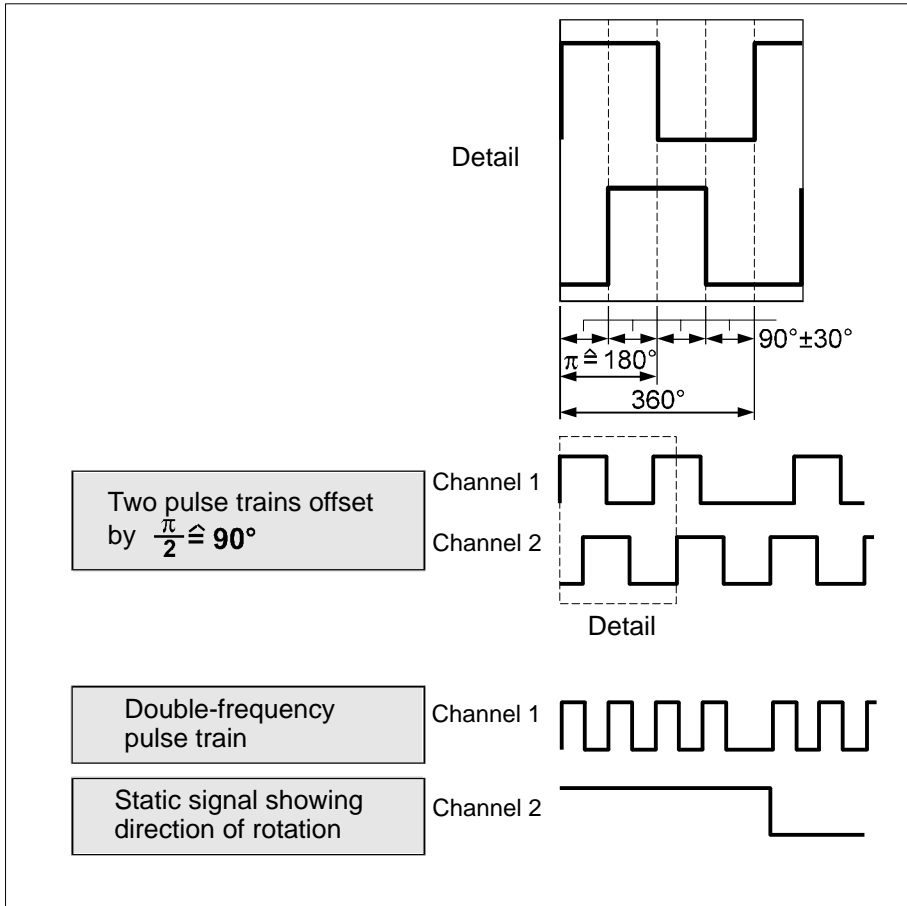 Detail
90°±30°
π ≙ 180°
360°
Two pulse trains offset
by π/2 ≙ 90°
Channel 1
Channel 2
Detail
Double-frequency
pulse train
Channel 1
Static signal showing
direction of rotation
Channel 2